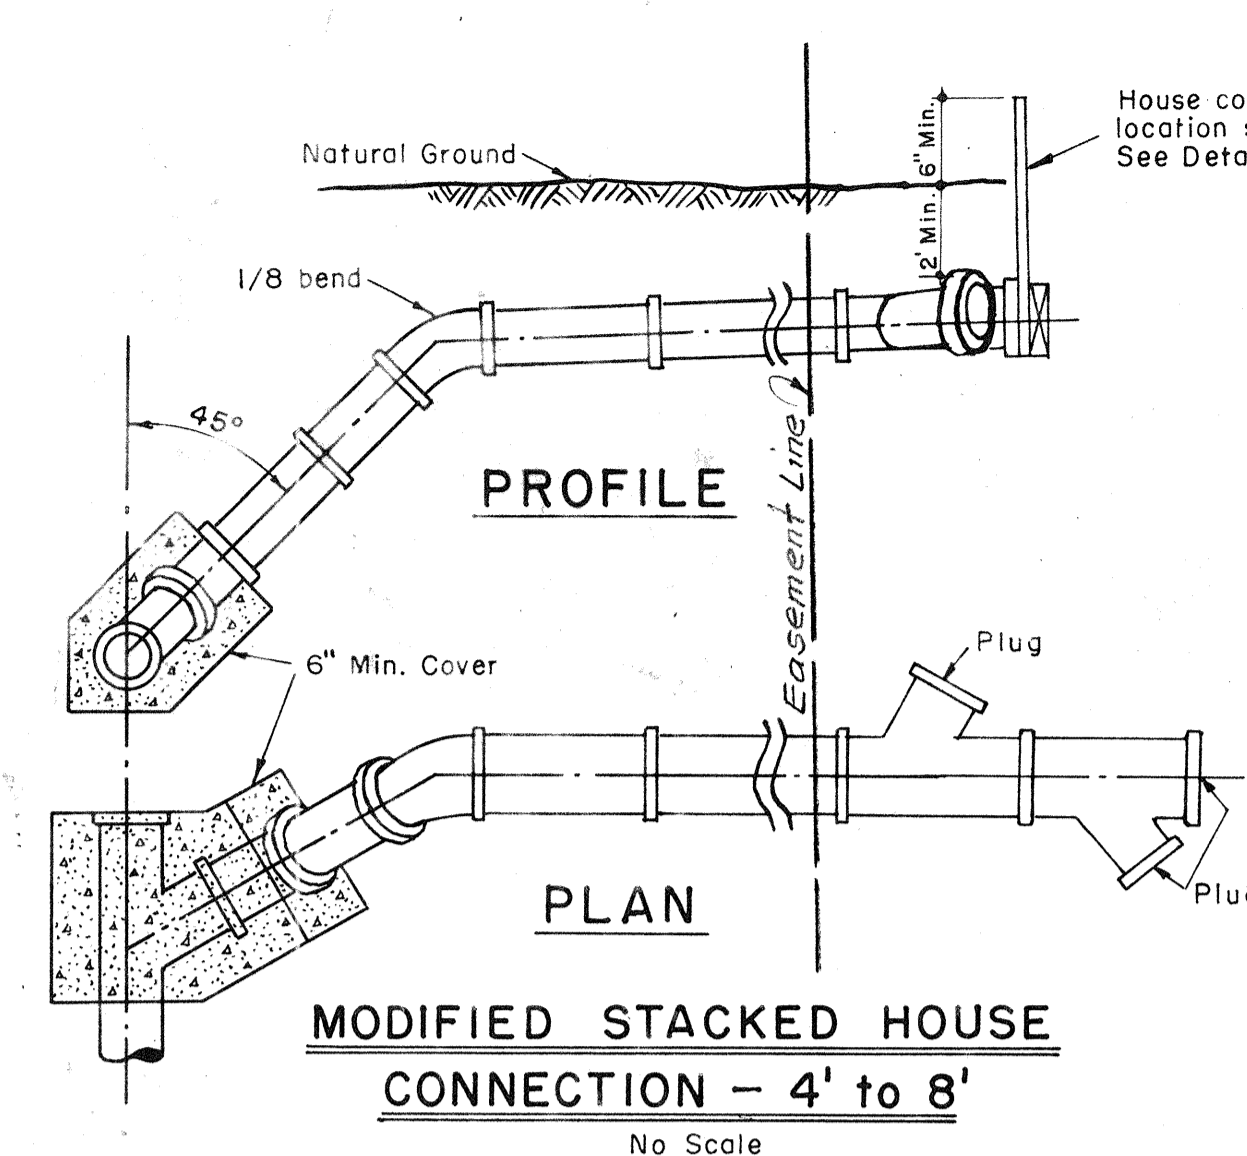 House co
location s
See Deta
6" Min.
Natural Ground
2' Min.
1/8 bend
45°
PROFILE
Easement Line
6" Min. Cover
Plug
Plug
PLAN
MODIFIED STACKED HOUSE
CONNECTION – 4' to 8'
No Scale